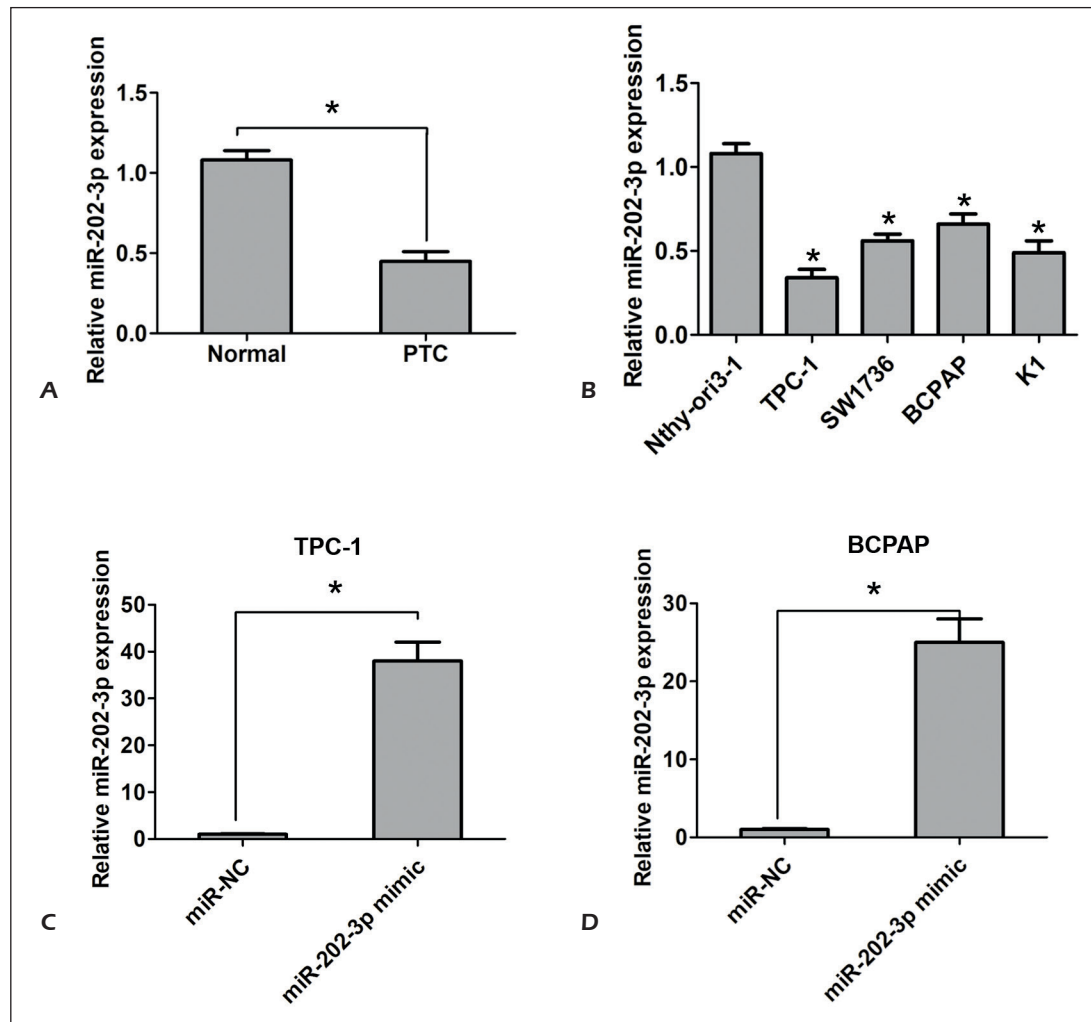 Relative miR-202-3p expression
1.5
1.0
0.5
0.0
*
Normal
PTC
A
Relative miR-202-3p expression
1.5
1.0
0.5
0.0
*
*
*
*
Nthy-ori3-1
TPC-1
SW1736
BCPAP
K1
B
TPC-1
Relative miR-202-3p expression
50
40
30
20
10
0
*
miR-NC
miR-202-3p mimic
C
BCPAP
Relative miR-202-3p expression
30
20
10
0
*
miR-NC
miR-202-3p mimic
D